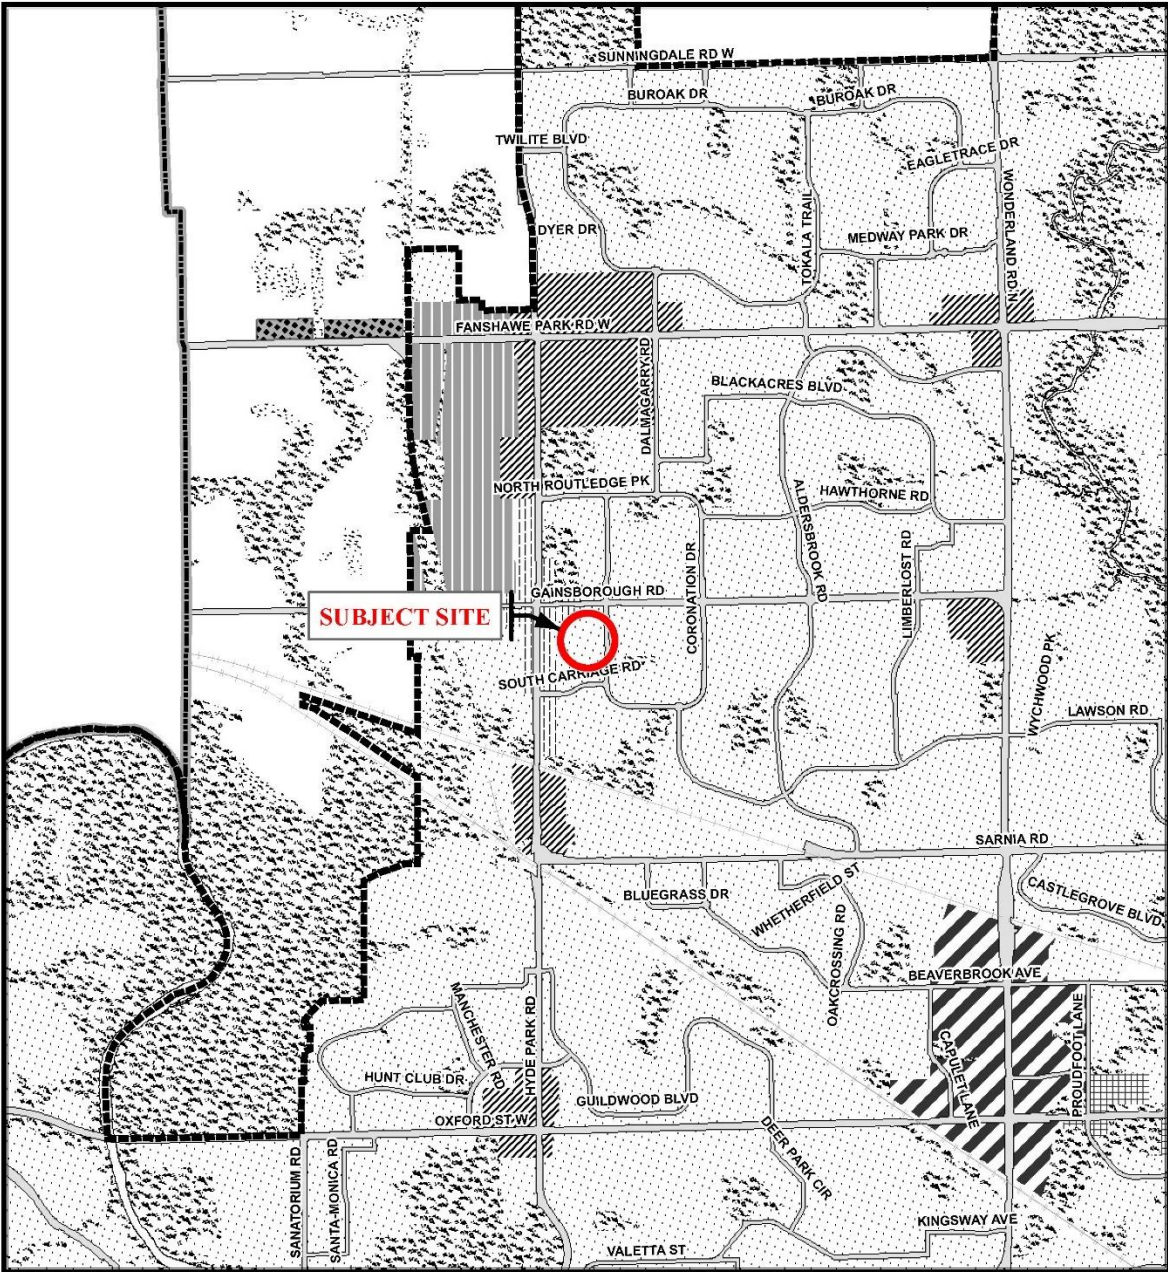 SUNNINGDALE RD W
BUROAK DR
BUROAK DR
TWILITE BLVD
EAGLETRACE DR
WONDERLAND RD N
TOKALA TRAIL
DYER DR
MEDWAY PARK DR
FANSHAWE PARK RD W
DALMAGARRY RD
BLACKACRES BLVD
NORTH ROUTLEDGE PK
HAWTHORNE RD
ALDERSBROOK RD
CORONATION DR
LIMBERLOST RD
GAINSBOROUGH RD
SUBJECT SITE
SOUTH CARRIAGE RD
WYCHWOOD PK
LAWSON RD
SARNIA RD
BLUEGRASS DR
WHETHERFIELD ST
CASTLEGROVE BLVD
OAKCROSSING RD
BEAVERBROOK AVE
MANCHESTER RD
HYDE PARK RD
PROUDFOOT LANE
CAPULET LANE
HUNT CLUB DR
GUILDWOOD BLVD
OXFORD ST W
DEER PARK CIR
SANATORIUM RD
SANTA-MONICA RD
KINGSWAY AVE
VALETTA ST